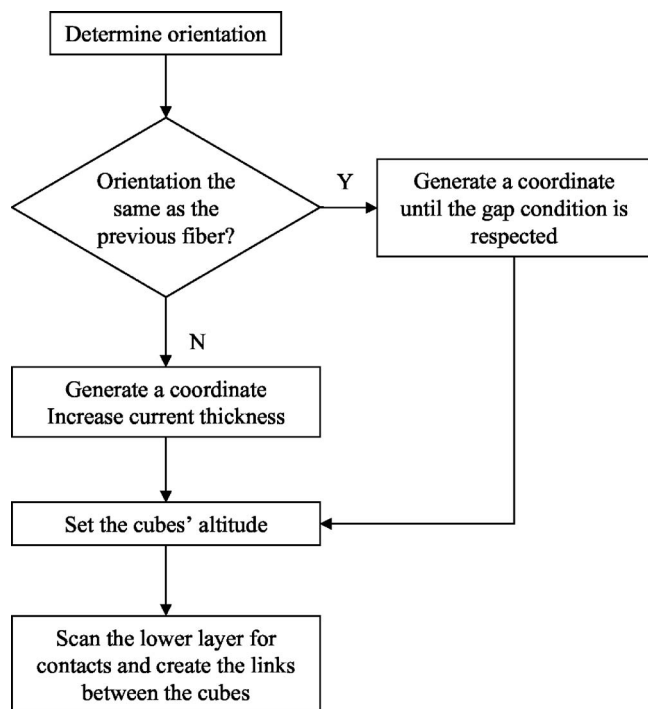 Determine orientation
Orientation the
same as the
previous fiber?
Y
Generate a coordinate
until the gap condition is
respected
N
Generate a coordinate
Increase current thickness
Set the cubes’ altitude
Scan the lower layer for
contacts and create the links
between the cubes